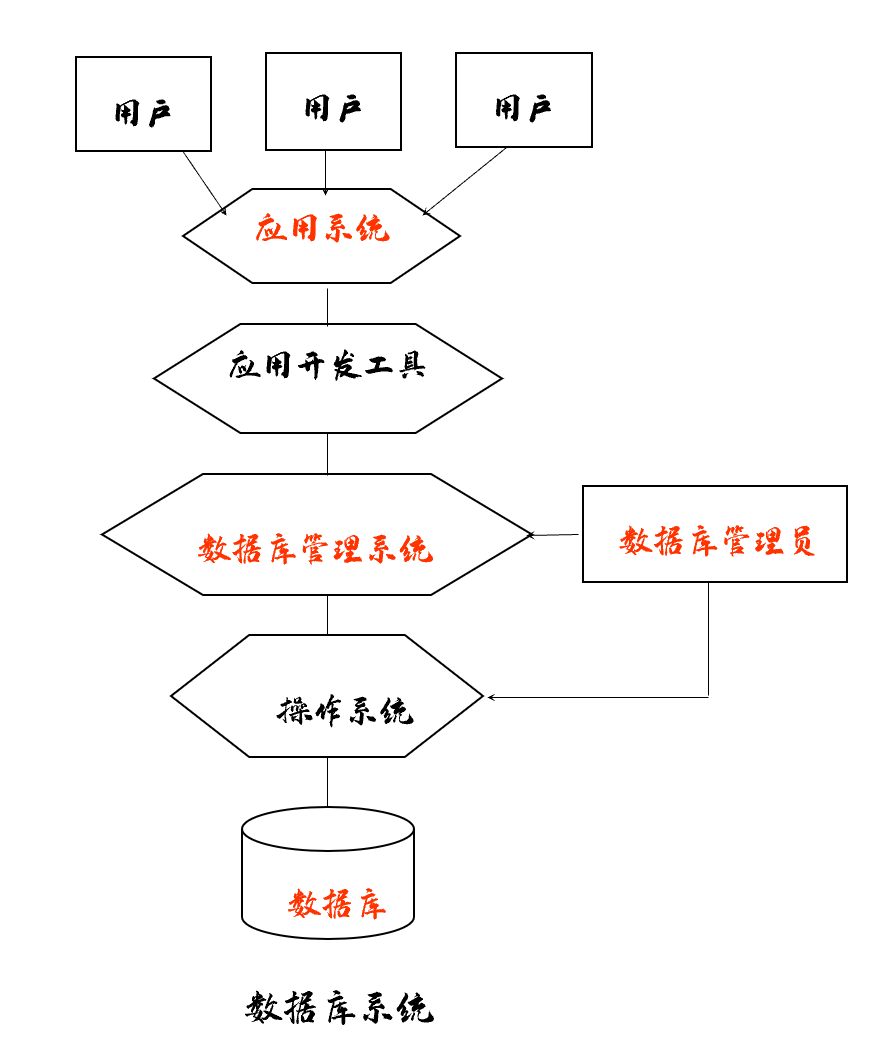 用户
用户
用户
应用系统
应用开发工具
数据库管理系统
数据库管理员
操作系统
数据库
数据库系统